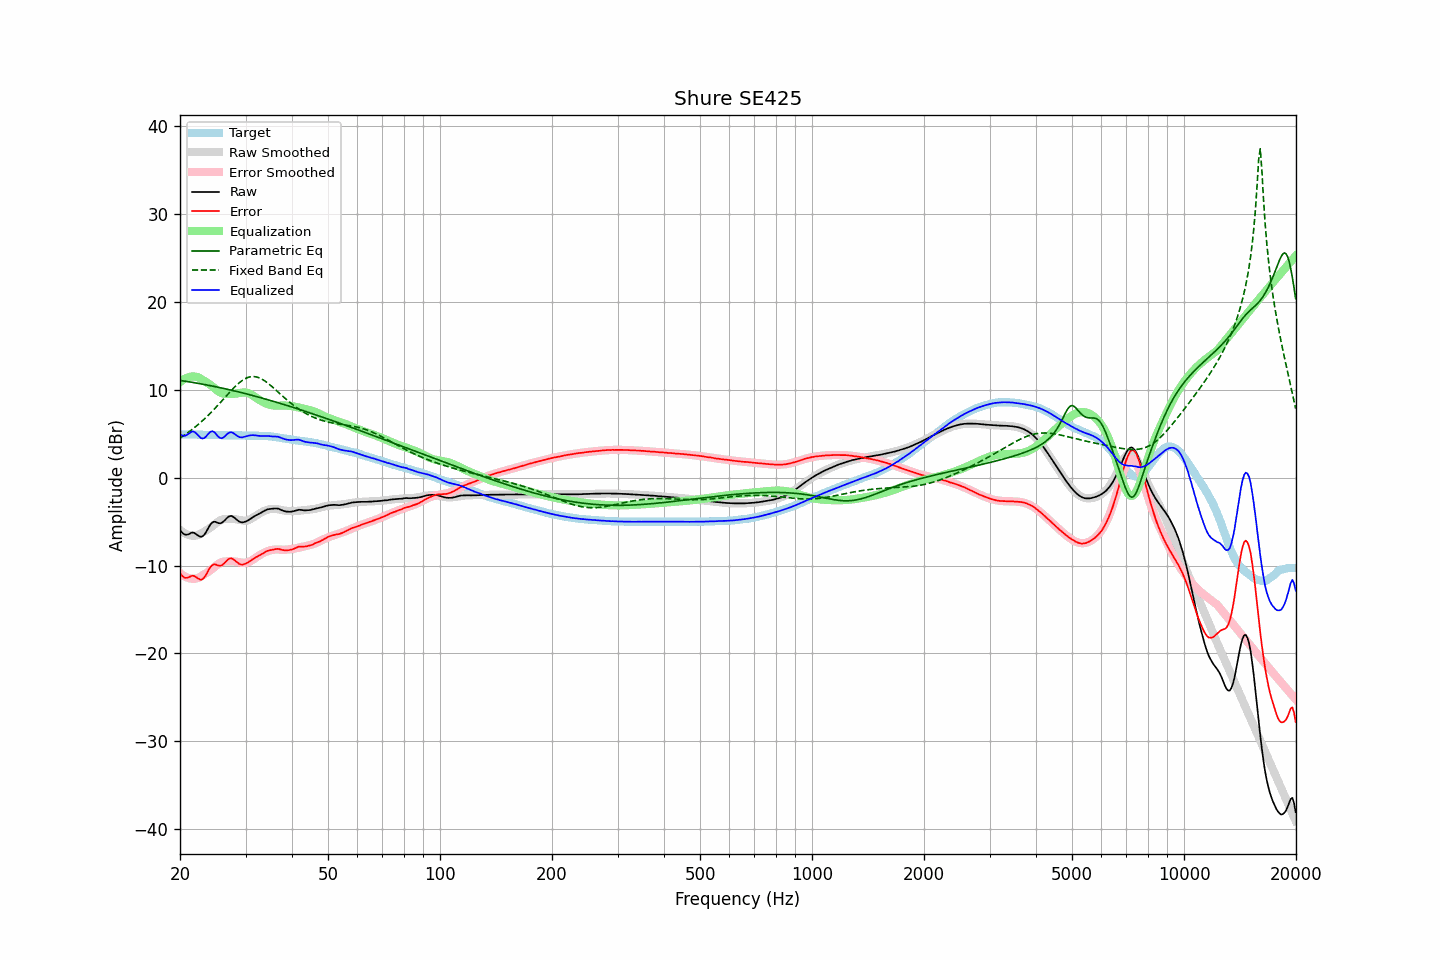 Shure SE425
Amplitude (dBr)
40
30
20
10
0
−10
−20
−30
−40
Target
Raw Smoothed
Error Smoothed
Raw
Error
Equalization
Parametric Eq
Fixed Band Eq
Equalized
20 50 100 200 500 1000 2000 5000 10000 20000
Frequency (Hz)